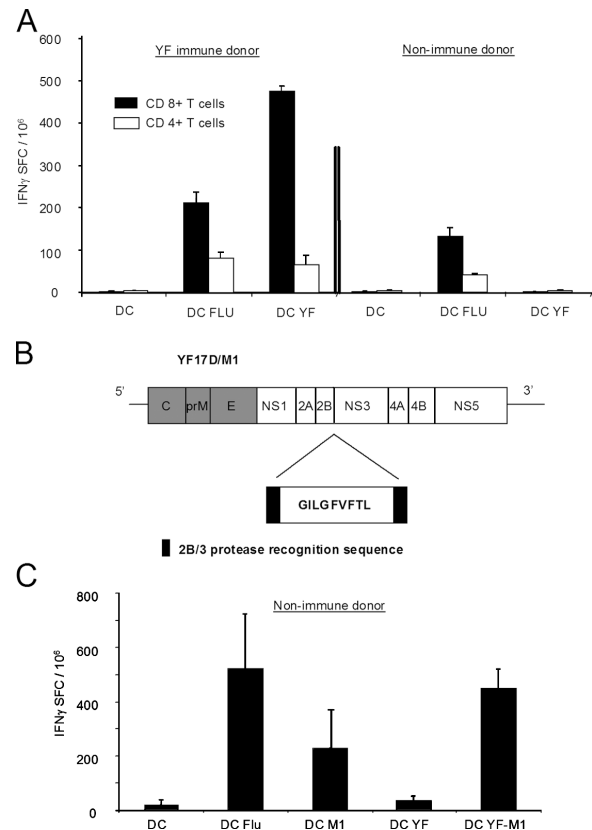 A
YF immune donor
Non-immune donor
CD 8+ T cells
CD 4+ T cells
IFNγ SFC / 10⁶
600
500
400
300
200
100
0
DC DC FLU DC YF DC DC FLU DC YF
B
YF17D/M1
5’ 3’
C prM E NS1 2A 2B NS3 4A 4B NS5
GILGFVFTL
2B/3 protease recognition sequence
C
Non-immune donor
IFNγ SFC / 10⁶
800
600
400
200
0
DC DC Flu DC M1 DC YF DC YF-M1